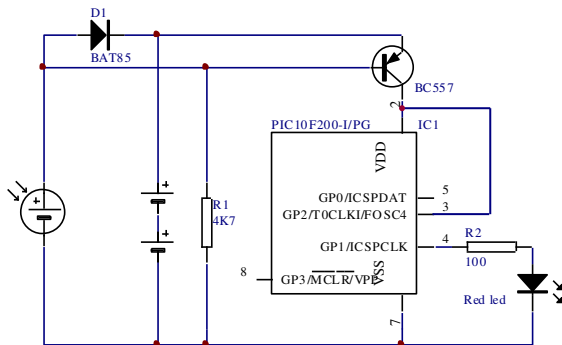 D1
BAT85
BC557
2
PIC10F200-I/PG
IC1
VDD
GP0/ICSPDAT
5
GP2/T0CLKI/FOSC4
3
GP1/ICSPCLK
4
R2
100
R1
4K7
8
GP3/MCLR/VPP
VSS
7
Red led
+
+
+